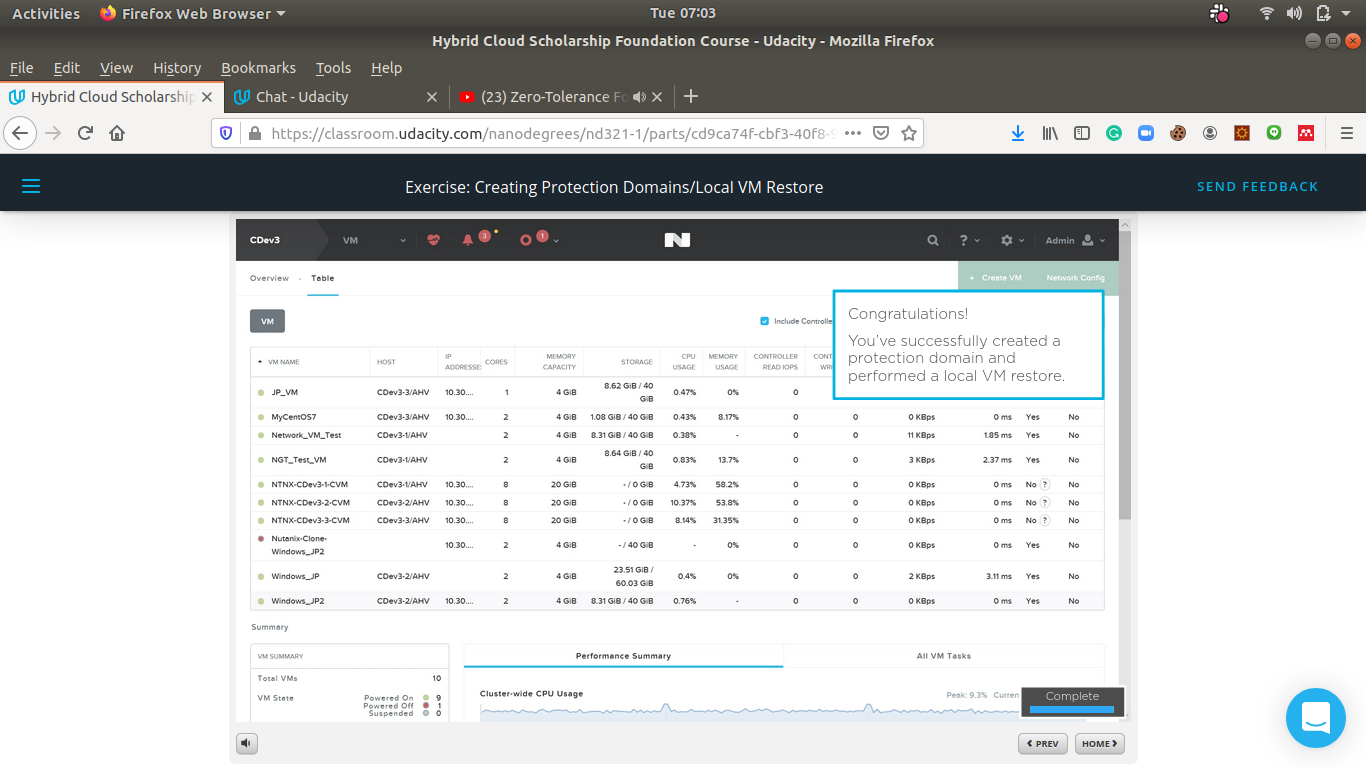 Activities Firefox Web Browser Tue 07:03
Hybrid Cloud Scholarship Foundation Course - Udacity - Mozilla Firefox
File Edit View History Bookmarks Tools Help
Hybrid Cloud Scholarship Chat - Udacity (23) Zero-Tolerance Fo
https://classroom.udacity.com/nanodegrees/nd321-1/parts/cd9ca74f-cbf3-40f8-9
Exercise: Creating Protection Domains/Local VM Restore SEND FEEDBACK
CDev3 VM 3 1 N ? Admin
Overview · Table + Create VM Network Config
VM Include Controlle
Congratulations!
You've successfully created a
protection domain and
performed a local VM restore.
VM NAME HOST IP ADDRESSE CORES MEMORY CAPACITY STORAGE CPU USAGE MEMORY USAGE CONTROLLER READ IOPS CONT WRI
JP_VM CDev3-3/AHV 10.30.... 1 4 GiB 8.62 GiB / 40 GiB 0.47% 0% 0
MyCentOS7 CDev3-3/AHV 10.30.... 2 4 GiB 1.08 GiB / 40 GiB 0.43% 8.17% 0 0 0 KBps 0 ms Yes No
Network_VM_Test CDev3-1/AHV 2 4 GiB 8.31 GiB / 40 GiB 0.38% - 0 0 11 KBps 1.85 ms Yes No
NGT_Test_VM CDev3-1/AHV 2 4 GiB 8.64 GiB / 40 GiB 0.83% 13.7% 0 0 3 KBps 2.37 ms Yes No
NTNX-CDev3-1-CVM CDev3-1/AHV 10.30.... 8 20 GiB - / 0 GiB 4.73% 58.2% 0 0 0 KBps 0 ms No ? No
NTNX-CDev3-2-CVM CDev3-2/AHV 10.30.... 8 20 GiB - / 0 GiB 10.37% 53.8% 0 0 0 KBps 0 ms No ? No
NTNX-CDev3-3-CVM CDev3-3/AHV 10.30.... 8 20 GiB - / 0 GiB 8.14% 31.35% 0 0 0 KBps 0 ms No ? No
Nutanix-Clone-Windows_JP2 10.30.... 2 4 GiB - / 40 GiB - 0% 0 0 0 KBps 0 ms Yes No
Windows_JP CDev3-2/AHV 2 4 GiB 23.51 GiB / 60.03 GiB 0.4% 0% 0 0 2 KBps 3.11 ms Yes No
Windows_JP2 CDev3-2/AHV 10.30.... 2 4 GiB 8.31 GiB / 40 GiB 0.76% - 0 0 0 KBps 0 ms Yes No
Summary
VM SUMMARY Performance Summary All VM Tasks
Total VMs 10
VM State Powered On 9
Powered Off 1
Suspended 0
Cluster-wide CPU Usage Peak: 9.3% Curren
Complete
PREV HOME